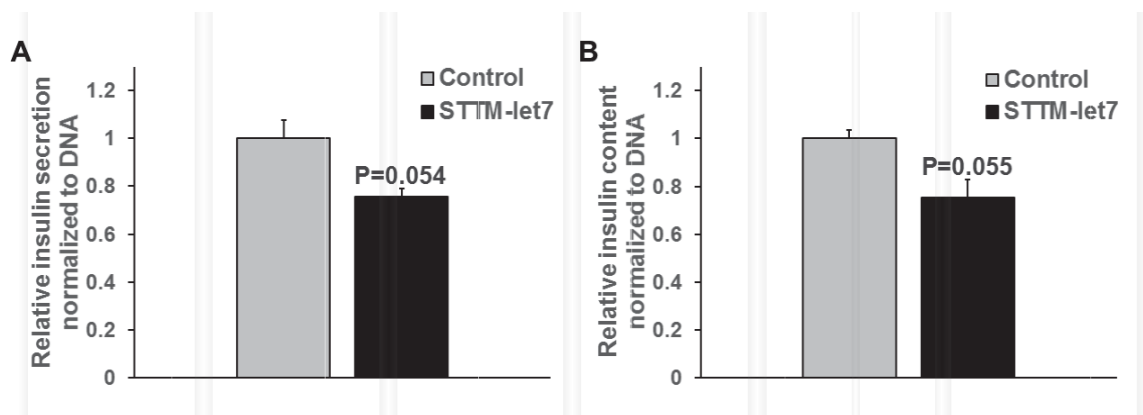 A
Relative insulin secretion
normalized to DNA
1.2
1
0.8
0.6
0.4
0.2
0
Control
STTM-let7
P=0.054
B
Relative insulin content
normalized to DNA
1.2
1
0.8
0.6
0.4
0.2
0
Control
STTM-let7
P=0.055